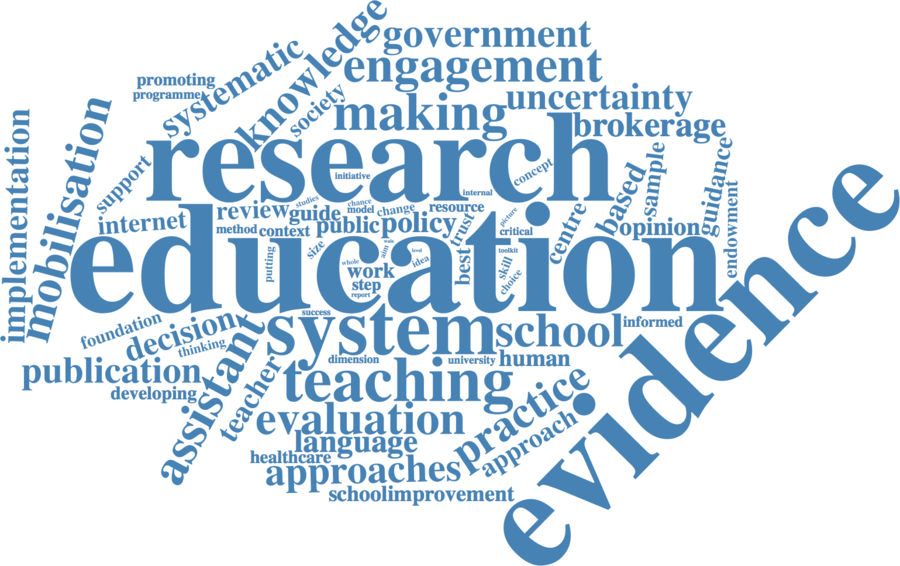 government
knowledge
systematic
engagement
promoting
programme
society
making
uncertainty
brokerage
implementation
mobilisation
support
research
initiative
concept
internal
based
sample
guidance
endowment
internet
review
guide
studies
chance
model
change
resource
picture
centre
opinion
method
context
public
policy
trust
critical
education
putting
size
wale
aim
level
idea
toolkit
skill
choice
best
whole
work
step
report
evidence
foundation
decision
thinking
success
system
school
informed
publication
developing
assistant
teacher
dimension
university
human
teaching
practice
evaluation
approach
language
healthcare
approaches
schoolimprovement